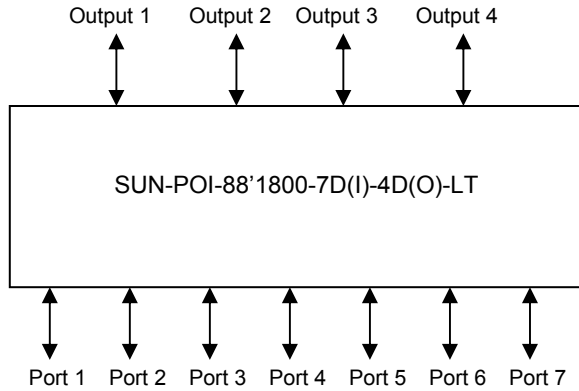 Output 1 Output 2 Output 3 Output 4
SUN-POI-88’1800-7D(I)-4D(O)-LT
Port 1 Port 2 Port 3 Port 4 Port 5 Port 6 Port 7